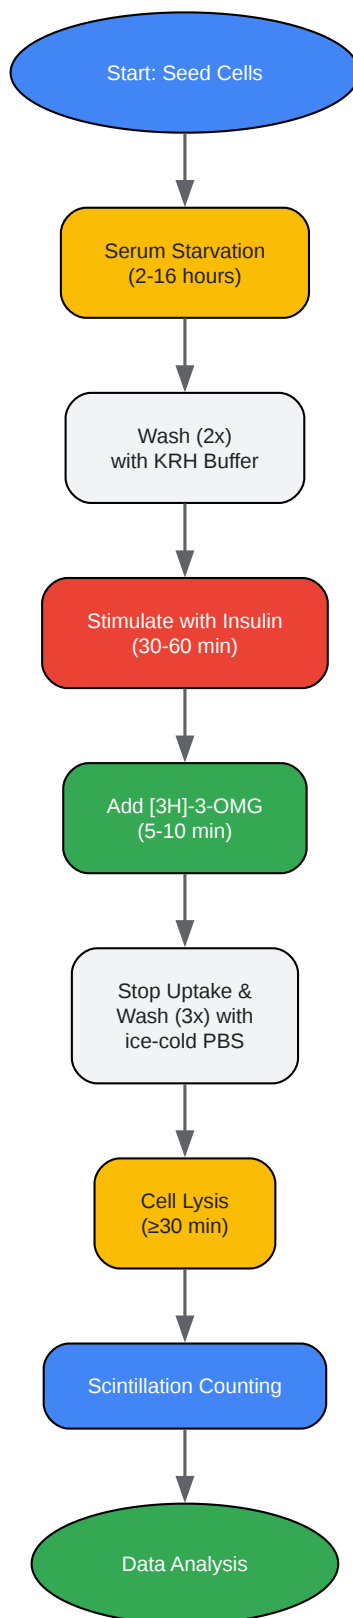 Start: Seed Cells
Serum Starvation
(2-16 hours)
Wash (2x)
with KRH Buffer
Stimulate with Insulin
(30-60 min)
Add [3H]-3-OMG
(5-10 min)
Stop Uptake &
Wash (3x) with
ice-cold PBS
Cell Lysis
(≥30 min)
Scintillation Counting
Data Analysis